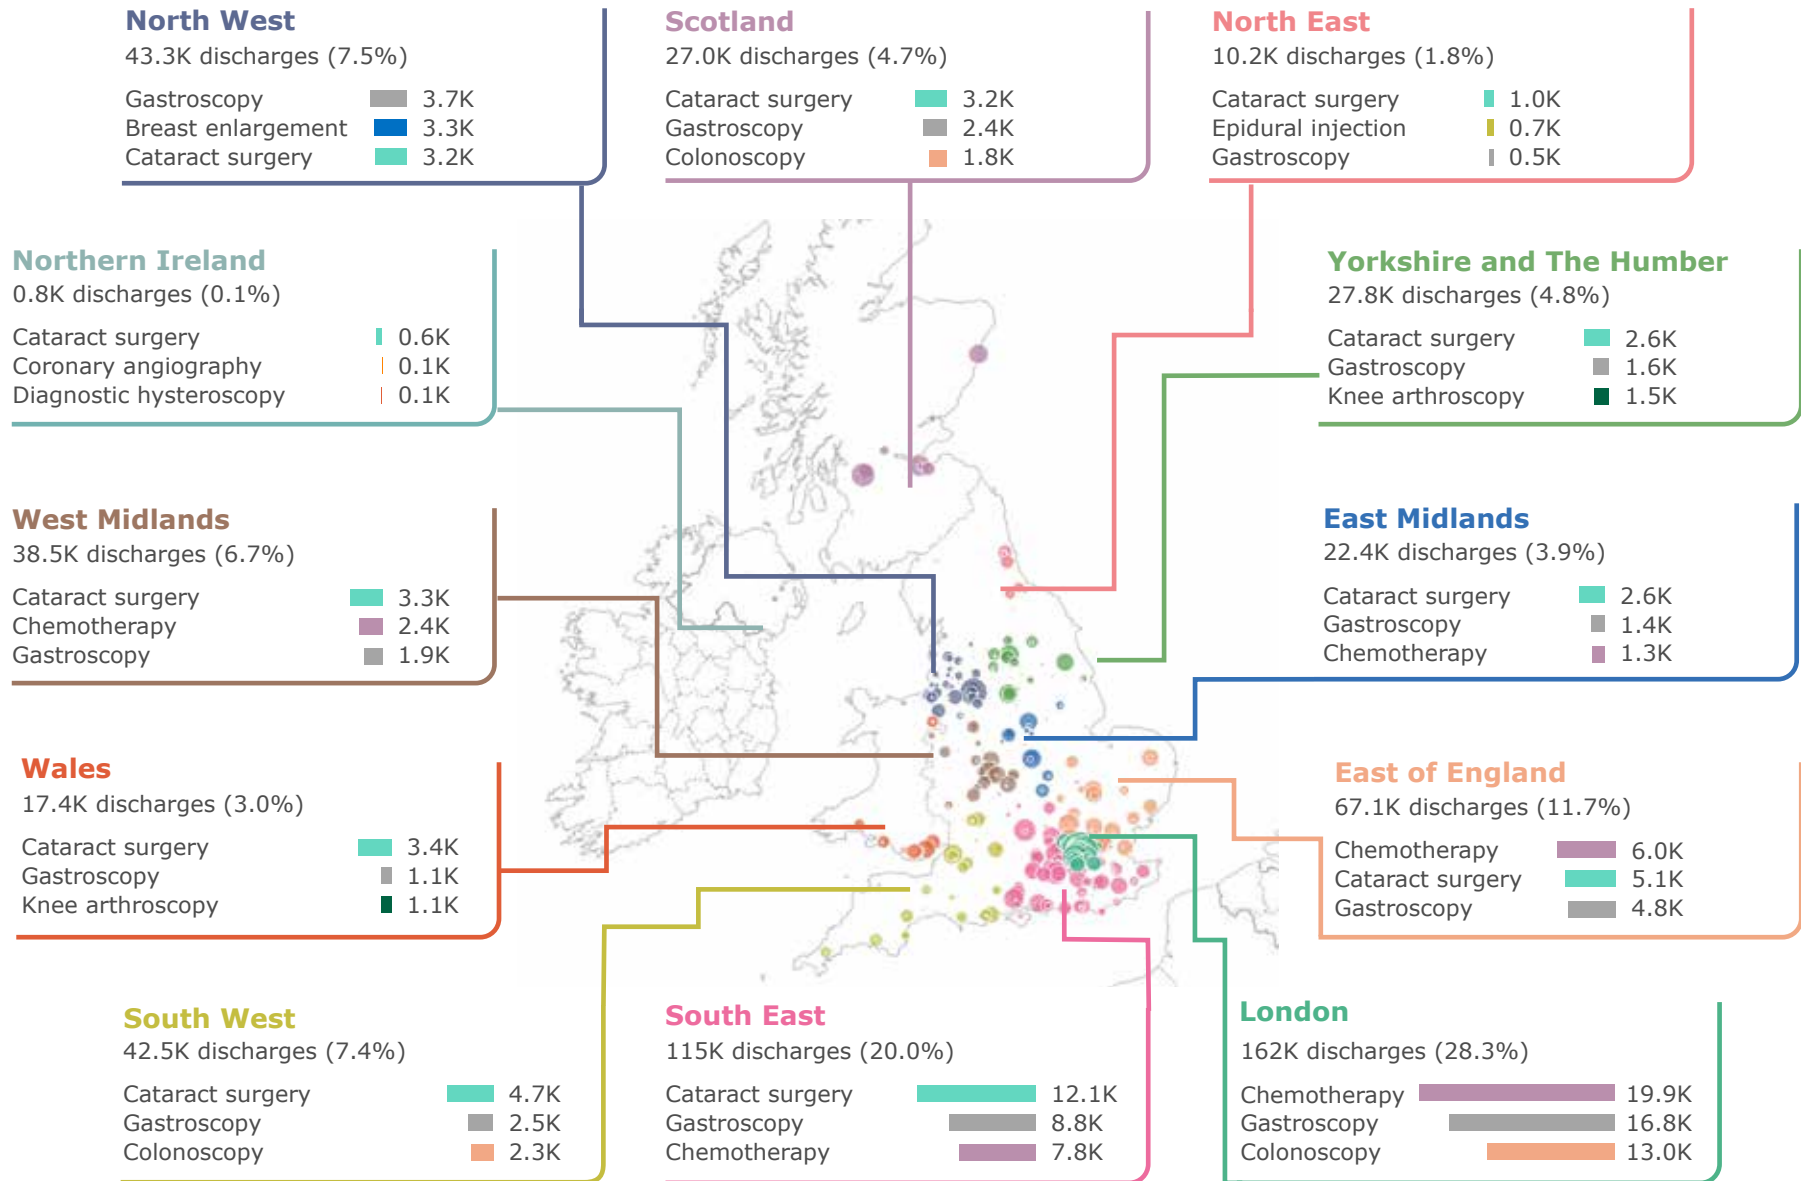 North West
43.3K discharges (7.5%)
Gastroscopy 3.7K
Breast enlargement 3.3K
Cataract surgery 3.2K
Scotland
27.0K discharges (4.7%)
Cataract surgery 3.2K
Gastroscopy 2.4K
Colonoscopy 1.8K
North East
10.2K discharges (1.8%)
Cataract surgery 1.0K
Epidural injection 0.7K
Gastroscopy 0.5K
Northern Ireland
0.8K discharges (0.1%)
Cataract surgery 0.6K
Coronary angiography 0.1K
Diagnostic hysteroscopy 0.1K
Yorkshire and The Humber
27.8K discharges (4.8%)
Cataract surgery 2.6K
Gastroscopy 1.6K
Knee arthroscopy 1.5K
West Midlands
38.5K discharges (6.7%)
Cataract surgery 3.3K
Chemotherapy 2.4K
Gastroscopy 1.9K
East Midlands
22.4K discharges (3.9%)
Cataract surgery 2.6K
Gastroscopy 1.4K
Chemotherapy 1.3K
Wales
17.4K discharges (3.0%)
Cataract surgery 3.4K
Gastroscopy 1.1K
Knee arthroscopy 1.1K
East of England
67.1K discharges (11.7%)
Chemotherapy 6.0K
Cataract surgery 5.1K
Gastroscopy 4.8K
South West
42.5K discharges (7.4%)
Cataract surgery 4.7K
Gastroscopy 2.5K
Colonoscopy 2.3K
South East
115K discharges (20.0%)
Cataract surgery 12.1K
Gastroscopy 8.8K
Chemotherapy 7.8K
London
162K discharges (28.3%)
Chemotherapy 19.9K
Gastroscopy 16.8K
Colonoscopy 13.0K